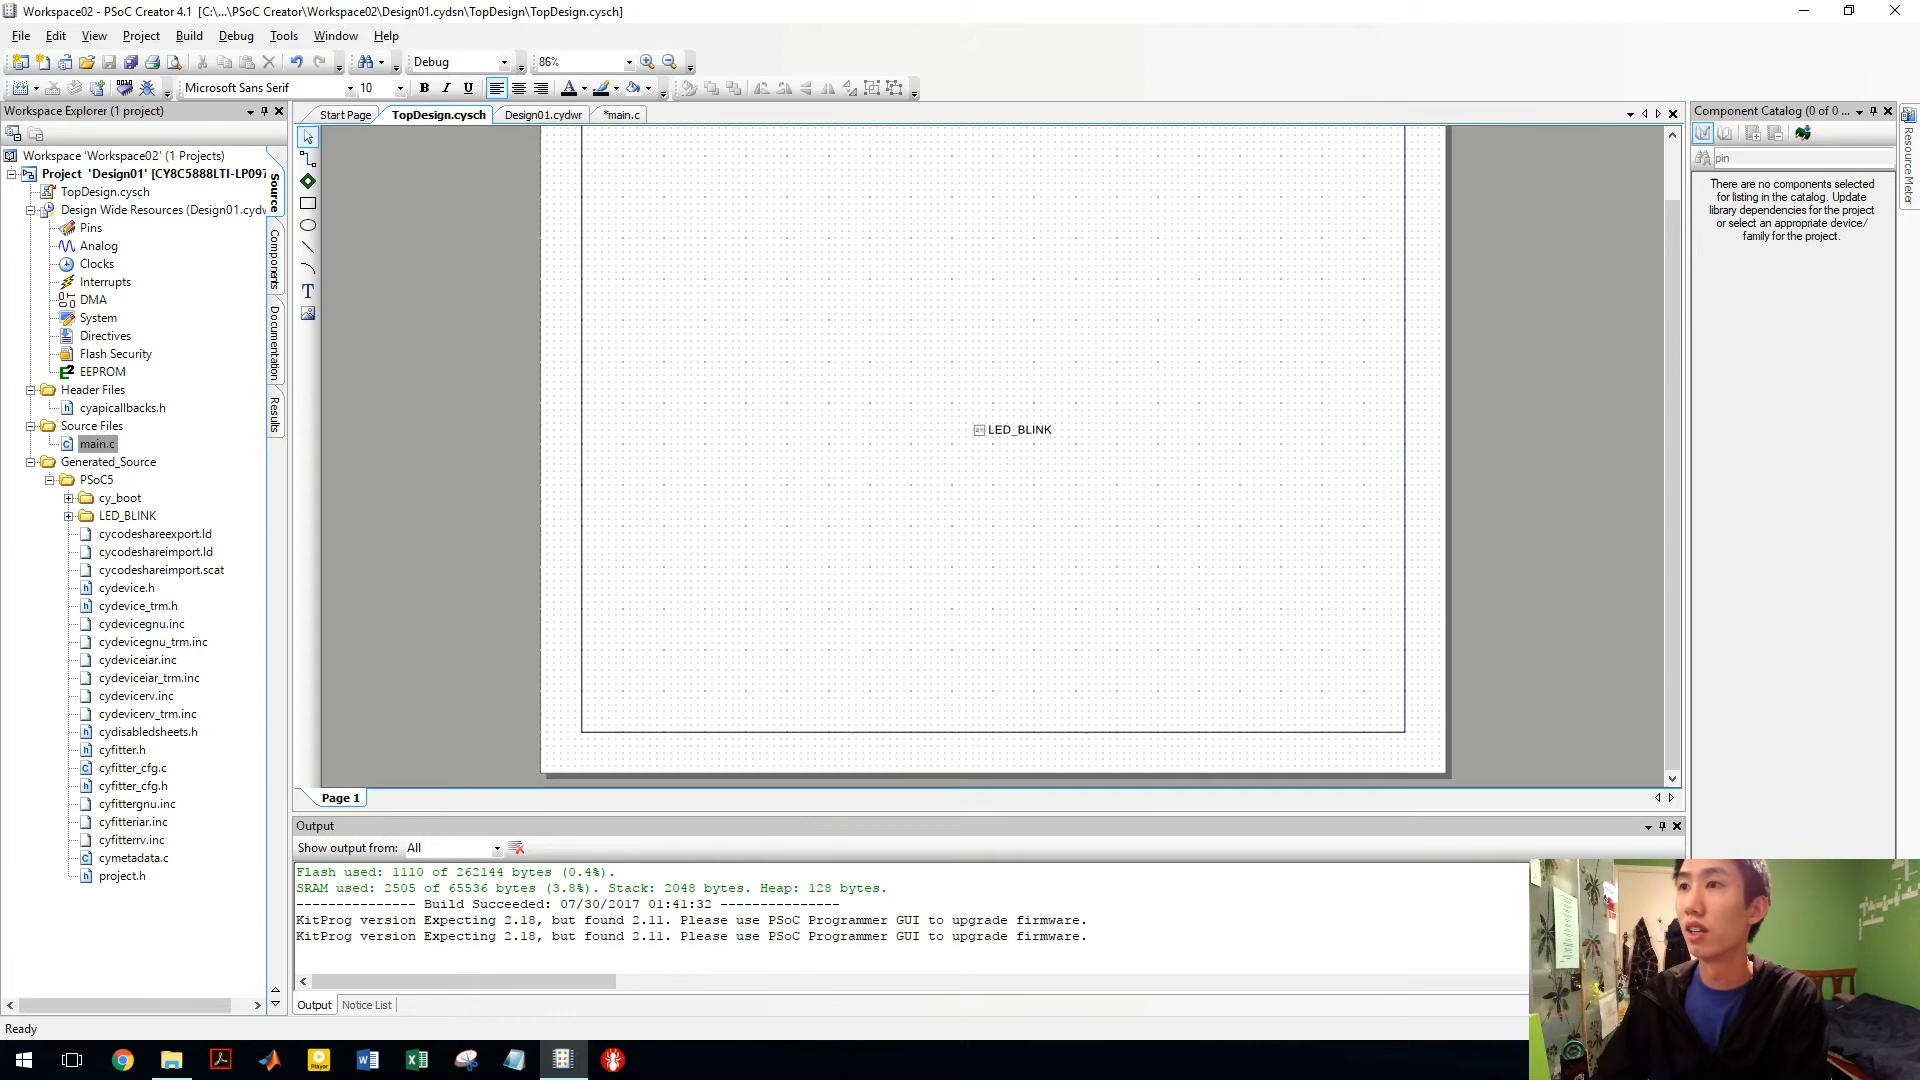 Workspace02 - PSoC Creator 4.1 [C:\...\PSoC Creator\Workspace02\Design01.cydsn\TopDesign\TopDesign.cysch]
File Edit View Project Build Debug Tools Window Help
Debug 86%
Microsoft Sans Serif 10 B I U A
Workspace Explorer (1 project)
Start Page TopDesign.cysch Design01.cydwr *main.c
Component Catalog (0 of 0 ...
Workspace 'Workspace02' (1 Projects)
Project 'Design01' [CY8C5888LTI-LP097
TopDesign.cysch
Design Wide Resources (Design01.cydw
Pins
Analog
Clocks
Interrupts
DMA
System
Directives
Flash Security
EEPROM
Header Files
cyapicallbacks.h
Source Files
main.c
Generated_Source
PSoC5
cy_boot
LED_BLINK
cycodeshareexport.ld
cycodeshareimport.ld
cycodeshareimport.scat
cydevice.h
cydevice_trm.h
cydevicegnu.inc
cydevicegnu_trm.inc
cydeviceiar.inc
cydeviceiar_trm.inc
cydevicerv.inc
cydevicerv_trm.inc
cydisabledsheets.h
cyfitter.h
cyfitter_cfg.c
cyfitter_cfg.h
cyfittergnu.inc
cyfitteriar.inc
cyfitterrv.inc
cymetadata.c
project.h
Source
Components
Documentation
Results
T
LED_BLINK
pin
There are no components selected
for listing in the catalog. Update
library dependencies for the project
or select an appropriate device/
family for the project.
Resource Meter
Page 1
Output
Show output from: All
Flash used: 1110 of 262144 bytes (0.4%).
SRAM used: 2505 of 65536 bytes (3.8%). Stack: 2048 bytes. Heap: 128 bytes.
--------------- Build Succeeded: 07/30/2017 01:41:32 ---------------
KitProg version Expecting 2.18, but found 2.11. Please use PSoC Programmer GUI to upgrade firmware.
KitProg version Expecting 2.18, but found 2.11. Please use PSoC Programmer GUI to upgrade firmware.
Output Notice List
Ready